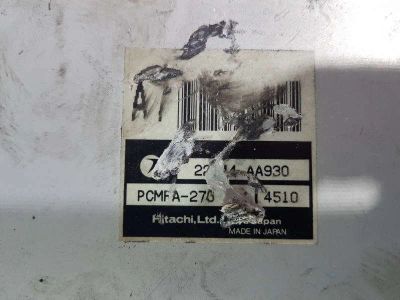 AT
AA930
PCMFA-270 4510
Hitachi, Ltd. Japan
MADE IN JAPAN